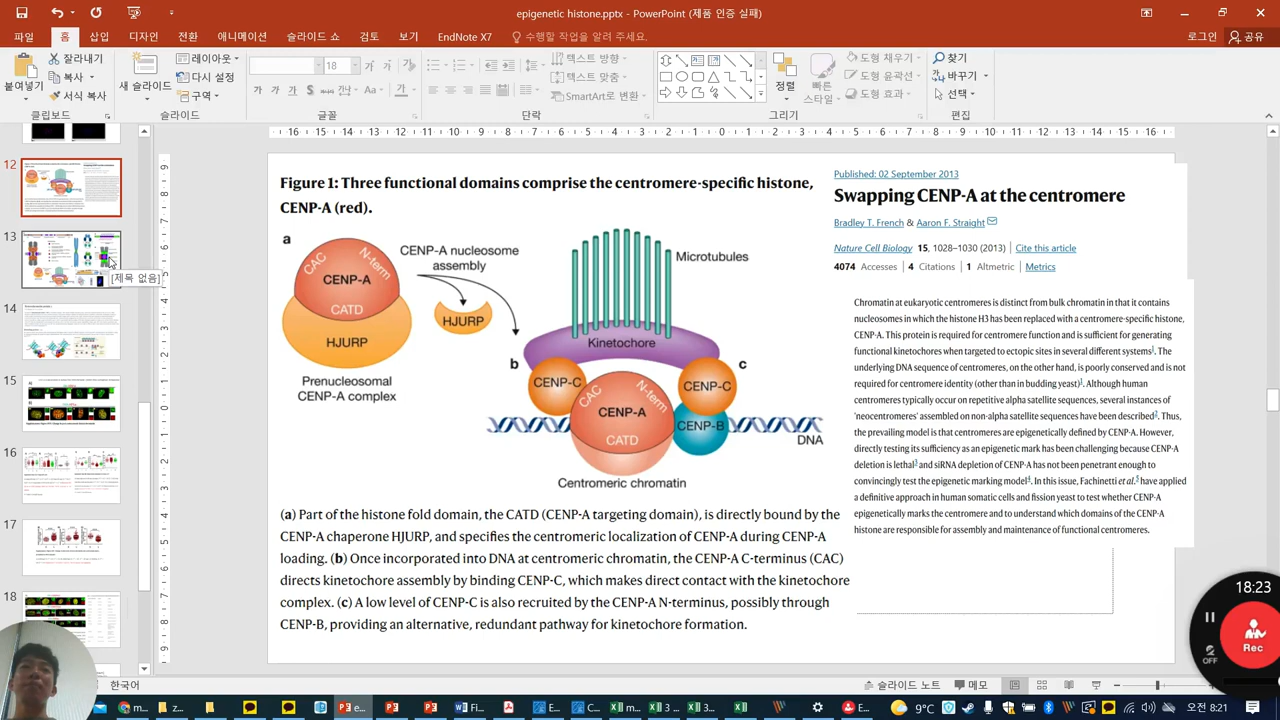 epigenetic histone.pptx (제품 인증 실패)
파일
홈
삽입
디자인
전환
애니메이션
슬라이드 쇼
검토
보기
EndNote X7
수행할 작업을 알려 주세요.
로그인
공유
붙여넣기
잘라내기
복사
서식 복사
클립보드
새 슬라이드
레이아웃
다시 설정
구역
슬라이드
18
글꼴
텍스트 방향
텍스트 맞춤
SmartArt로 변환
단락
정렬
빠른 스타일
도형 채우기
도형 윤곽선
도형 효과
그리기
찾기
바꾸기
선택
편집
12
13
[제목 없음]
14
15
16
17
18
Figure 1: Three functional domains comprise the centromere-specific histone,
CENP-A (red).
a
CAC
N-term
CENP-A
CATD
HJURP
Prenucleosomal
CENP-A complex
CENP-A nucleosome
assembly
HJURP
Microtubules
Kinetochore
b
c
CENP-C
CENP-C
CAC
N-term
CENP-A
CATD
CENP-B
DNA
Centromeric chromatin
(a) Part of the histone fold domain, the CATD (CENP-A targeting domain), is directly bound by the
CENP-A chaperone HJURP, and specifies the centromeric localization of CENP-A during CENP-A
loading. (b) Once incorporated into DNA at centromeric chromatin, the CENP-A C-terminus (CAC)
directs kinetochore assembly by binding CENP-C, which makes direct contact with the kinetochore
complex. (c) A low level of CENP-C is also recruited by the CENP-A N-terminus, possibly through
CENP-B, providing an alternative, redundant pathway for kinetochore formation.
Published: 02 September 2013
Swapping CENP-A at the centromere
Bradley T. French & Aaron F. Straight
Nature Cell Biology 15, 1028–1030 (2013) | Cite this article
4074 Accesses | 4 Citations | 1 Altmetric | Metrics
Chromatin at eukaryotic centromeres is distinct from bulk chromatin in that it contains
nucleosomes in which the histone H3 has been replaced with a centromere-specific histone,
CENP-A. This protein is required for centromere function and is sufficient for generating
functional kinetochores when targeted to ectopic sites in several different systems1. The
underlying DNA sequence of centromeres, on the other hand, is poorly conserved and is not
required for centromere identity (other than in budding yeast)1. Although human
centromeres typically occur on repetitive alpha satellite sequences, several instances of
'neocentromeres' assembled on non-alpha satellite sequences have been described2. Thus,
the prevailing model is that centromeres are epigenetically defined by CENP-A. However,
directly testing its sufficiency as an epigenetic mark has been challenging because CENP-A
deletion is lethal3 and siRNA depletion of CENP-A has not been penetrant enough to
convincingly test the epigenetic marking model4. In this issue, Fachinetti et al.5 have applied
a definitive approach in human somatic cells and fission yeast to test whether CENP-A
epigenetically marks the centromere and to understand which domains of the CENP-A
histone are responsible for assembly and maintenance of functional centromeres.
18:23
Rec
OFF
한국어
슬라이드 노트
메모
9°C
8:21